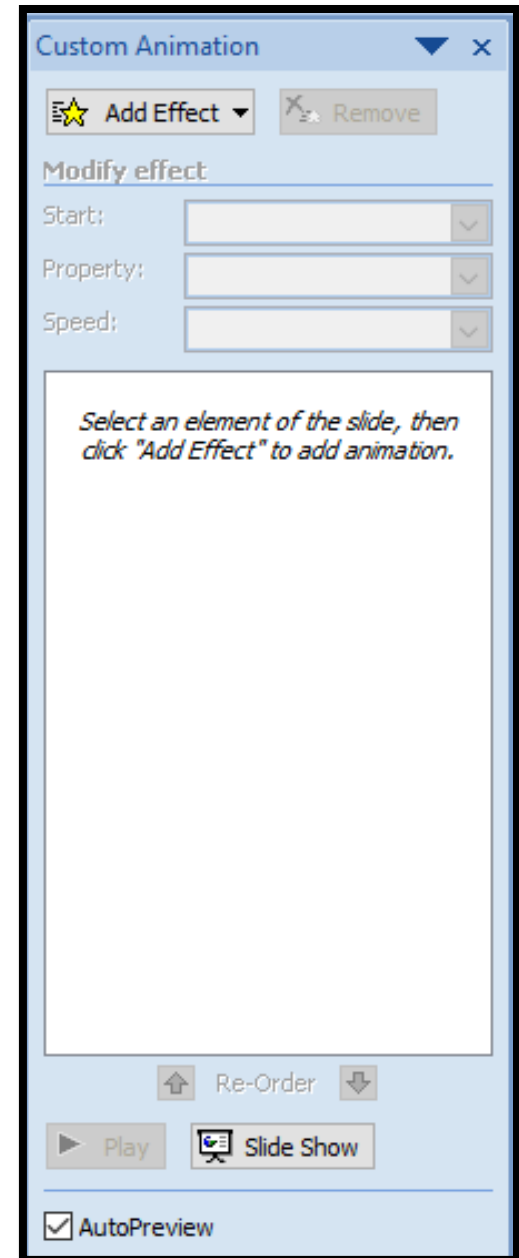 Custom Animation
Add Effect
Remove
Modify effect
Start:
Property:
Speed:
Select an element of the slide, then
click "Add Effect" to add animation.
Re-Order
Play
Slide Show
AutoPreview